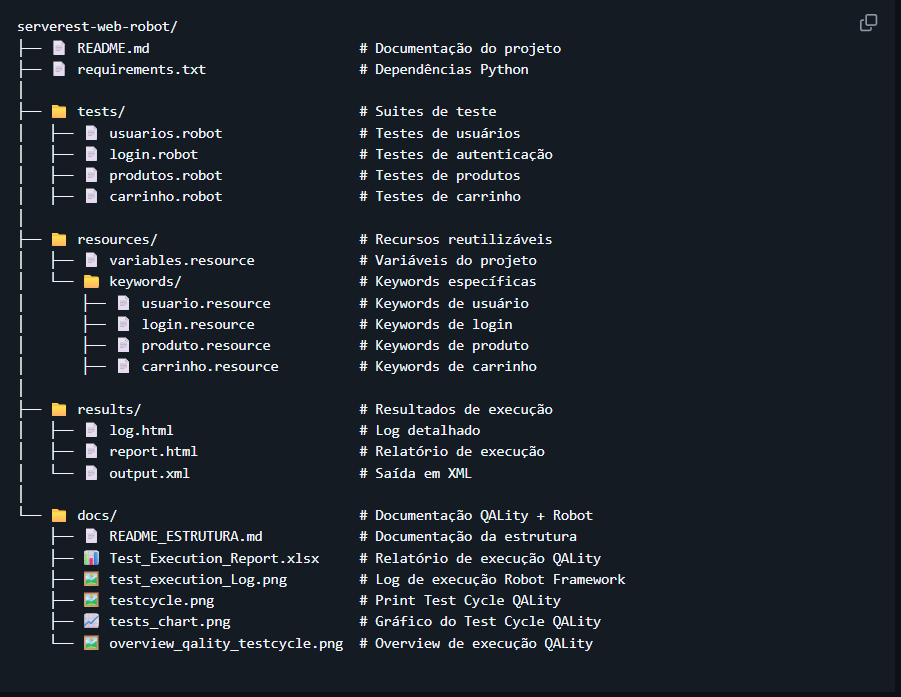 serverest-web-robot/
├── README.md # Documentação do projeto
├── requirements.txt # Dependências Python
│
├── tests/ # Suites de teste
│ ├── usuarios.robot # Testes de usuários
│ ├── login.robot # Testes de autenticação
│ ├── produtos.robot # Testes de produtos
│ ├── carrinho.robot # Testes de carrinho
│
├── resources/ # Recursos reutilizáveis
│ ├── variables.resource # Variáveis do projeto
│ └── keywords/ # Keywords específicas
│ ├── usuario.resource # Keywords de usuário
│ ├── login.resource # Keywords de login
│ ├── produto.resource # Keywords de produto
│ ├── carrinho.resource # Keywords de carrinho
│
├── results/ # Resultados de execução
│ ├── log.html # Log detalhado
│ ├── report.html # Relatório de execução
│ └── output.xml # Saída em XML
│
└── docs/ # Documentação QALity + Robot
├── README_ESTRUTURA.md # Documentação da estrutura
├── Test_Execution_Report.xlsx # Relatório de execução QALity
├── test_execution_Log.png # Log de execução Robot Framework
├── testcycle.png # Print Test Cycle QALity
├── tests_chart.png # Gráfico do Test Cycle QALity
└── overview_qality_testcycle.png # Overview de execução QALity